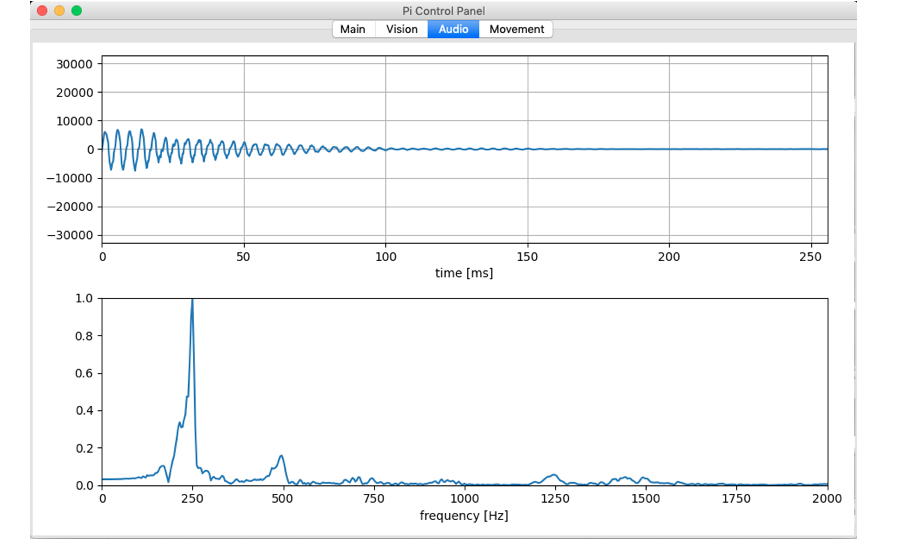 Pi Control Panel
Main Vision Audio Movement
30000
20000
10000
0
−10000
−20000
−30000
0 50 100 150 200 250
time [ms]
1.0
0.8
0.6
0.4
0.2
0.0
0 250 500 750 1000 1250 1500 1750 2000
frequency [Hz]